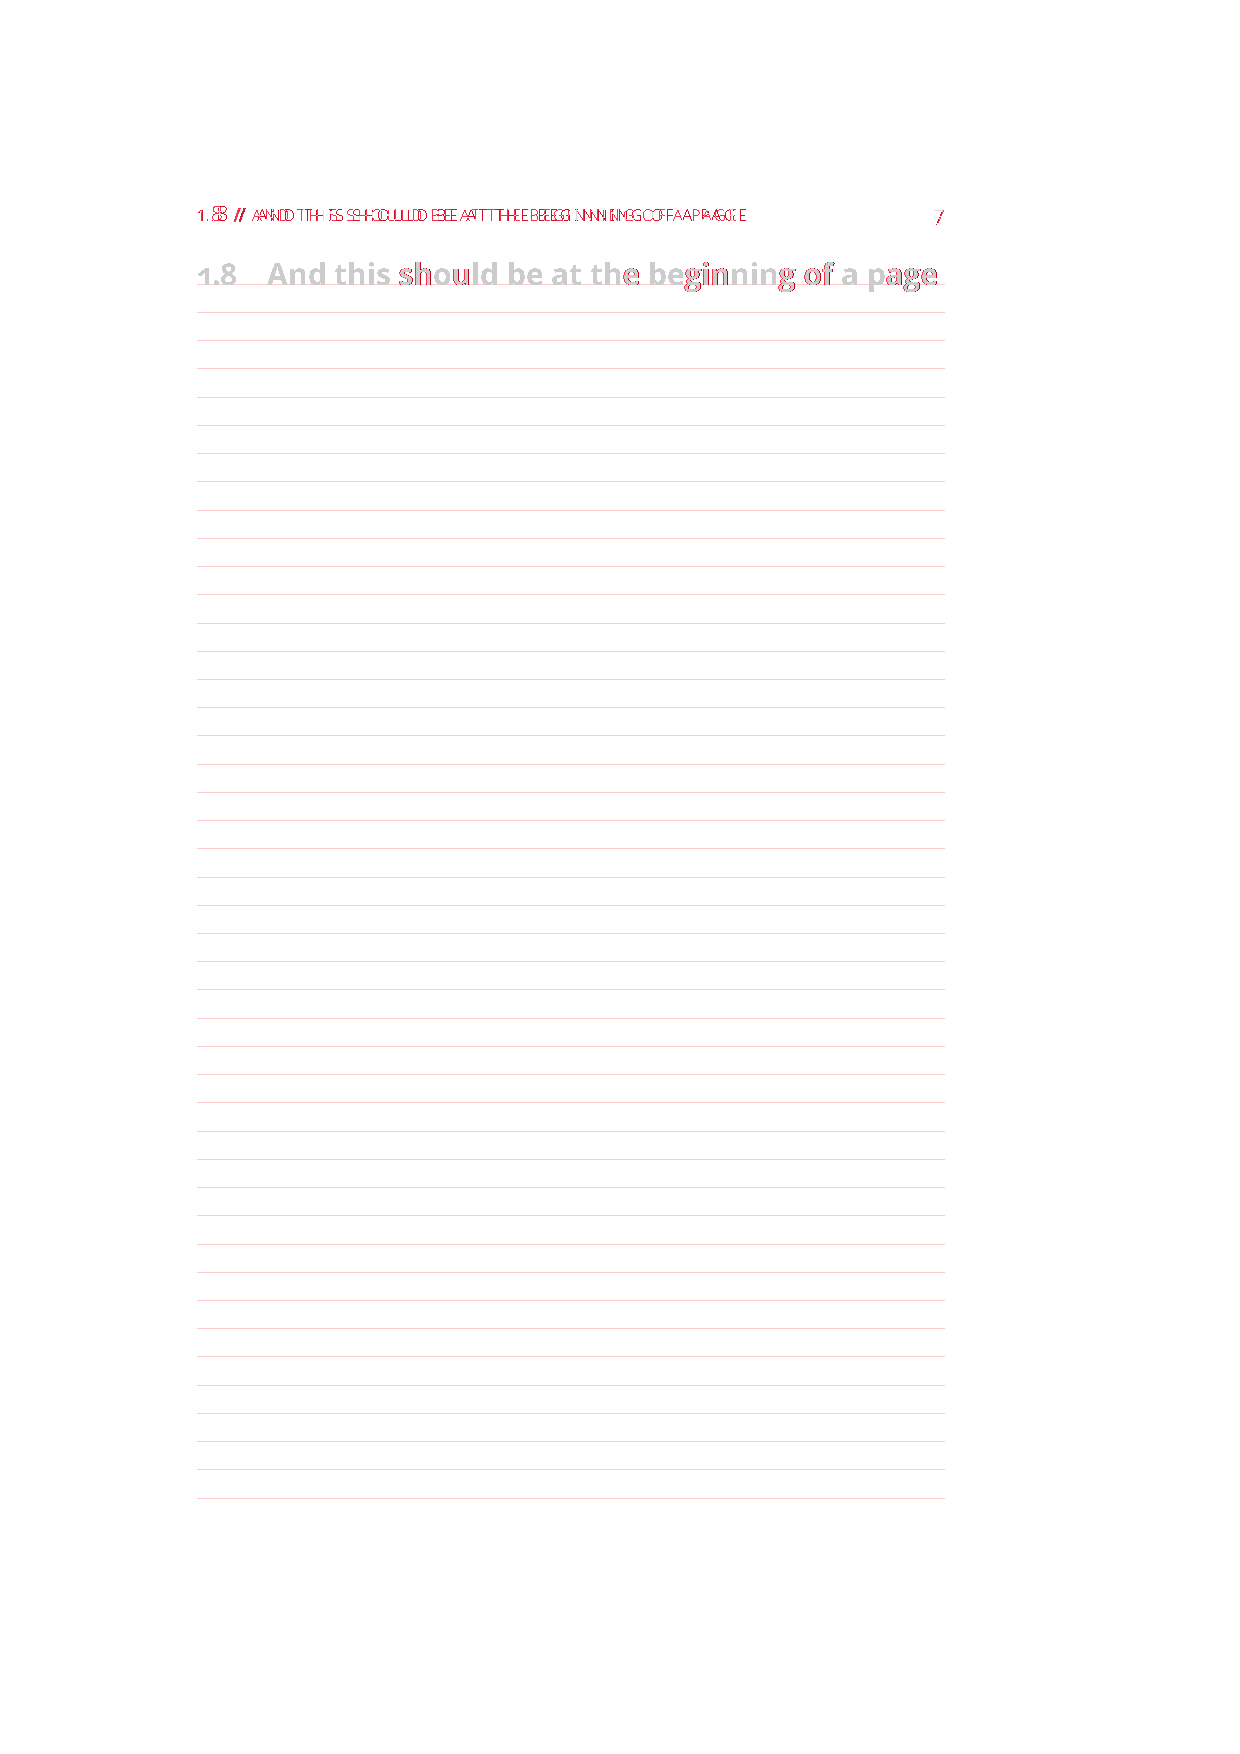 1.8 // AND THIS SHOULD BE AT THE BEGINNING OF A PAGE 7
1.8 And this should be at the beginning of a page